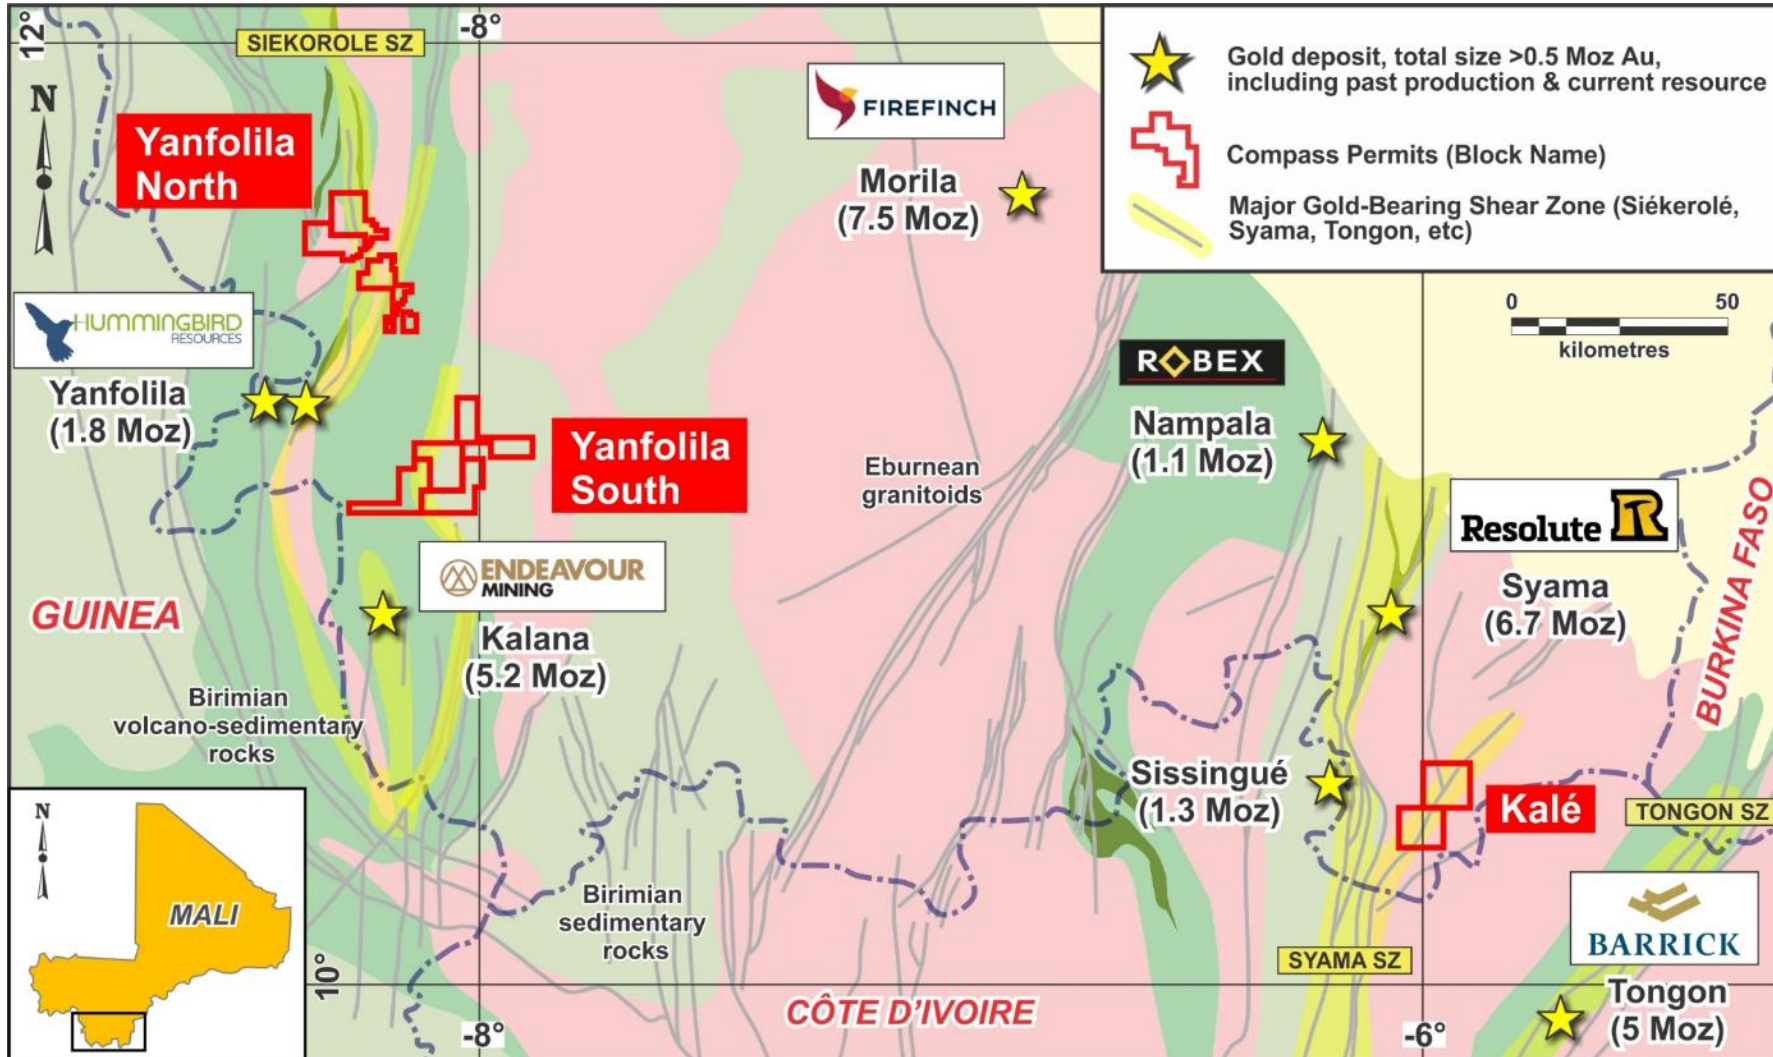 12°
-8°
SIEKOROLE SZ
N
Yanfolila
North
FIREFINCH
Morila
(7.5 Moz)
Gold deposit, total size >0.5 Moz Au,
including past production & current resource
Compass Permits (Block Name)
Major Gold-Bearing Shear Zone (Siékerolé,
Syama, Tongon, etc)
0 50
kilometres
HUMMINGBIRD
RESOURCES
Yanfolila
(1.8 Moz)
Yanfolila
South
ROBEX
Nampala
(1.1 Moz)
Eburnean
granitoids
Resolute
Syama
(6.7 Moz)
BURKINA FASO
ENDEAVOUR
MINING
Kalana
(5.2 Moz)
GUINEA
Birimian
volcano-sedimentary
rocks
Sissingué
(1.3 Moz)
Kalé
TONGON SZ
N
MALI
Birimian
sedimentary
rocks
BARRICK
SYAMA SZ
Tongon
(5 Moz)
10°
CÔTE D'IVOIRE
-8°
-6°